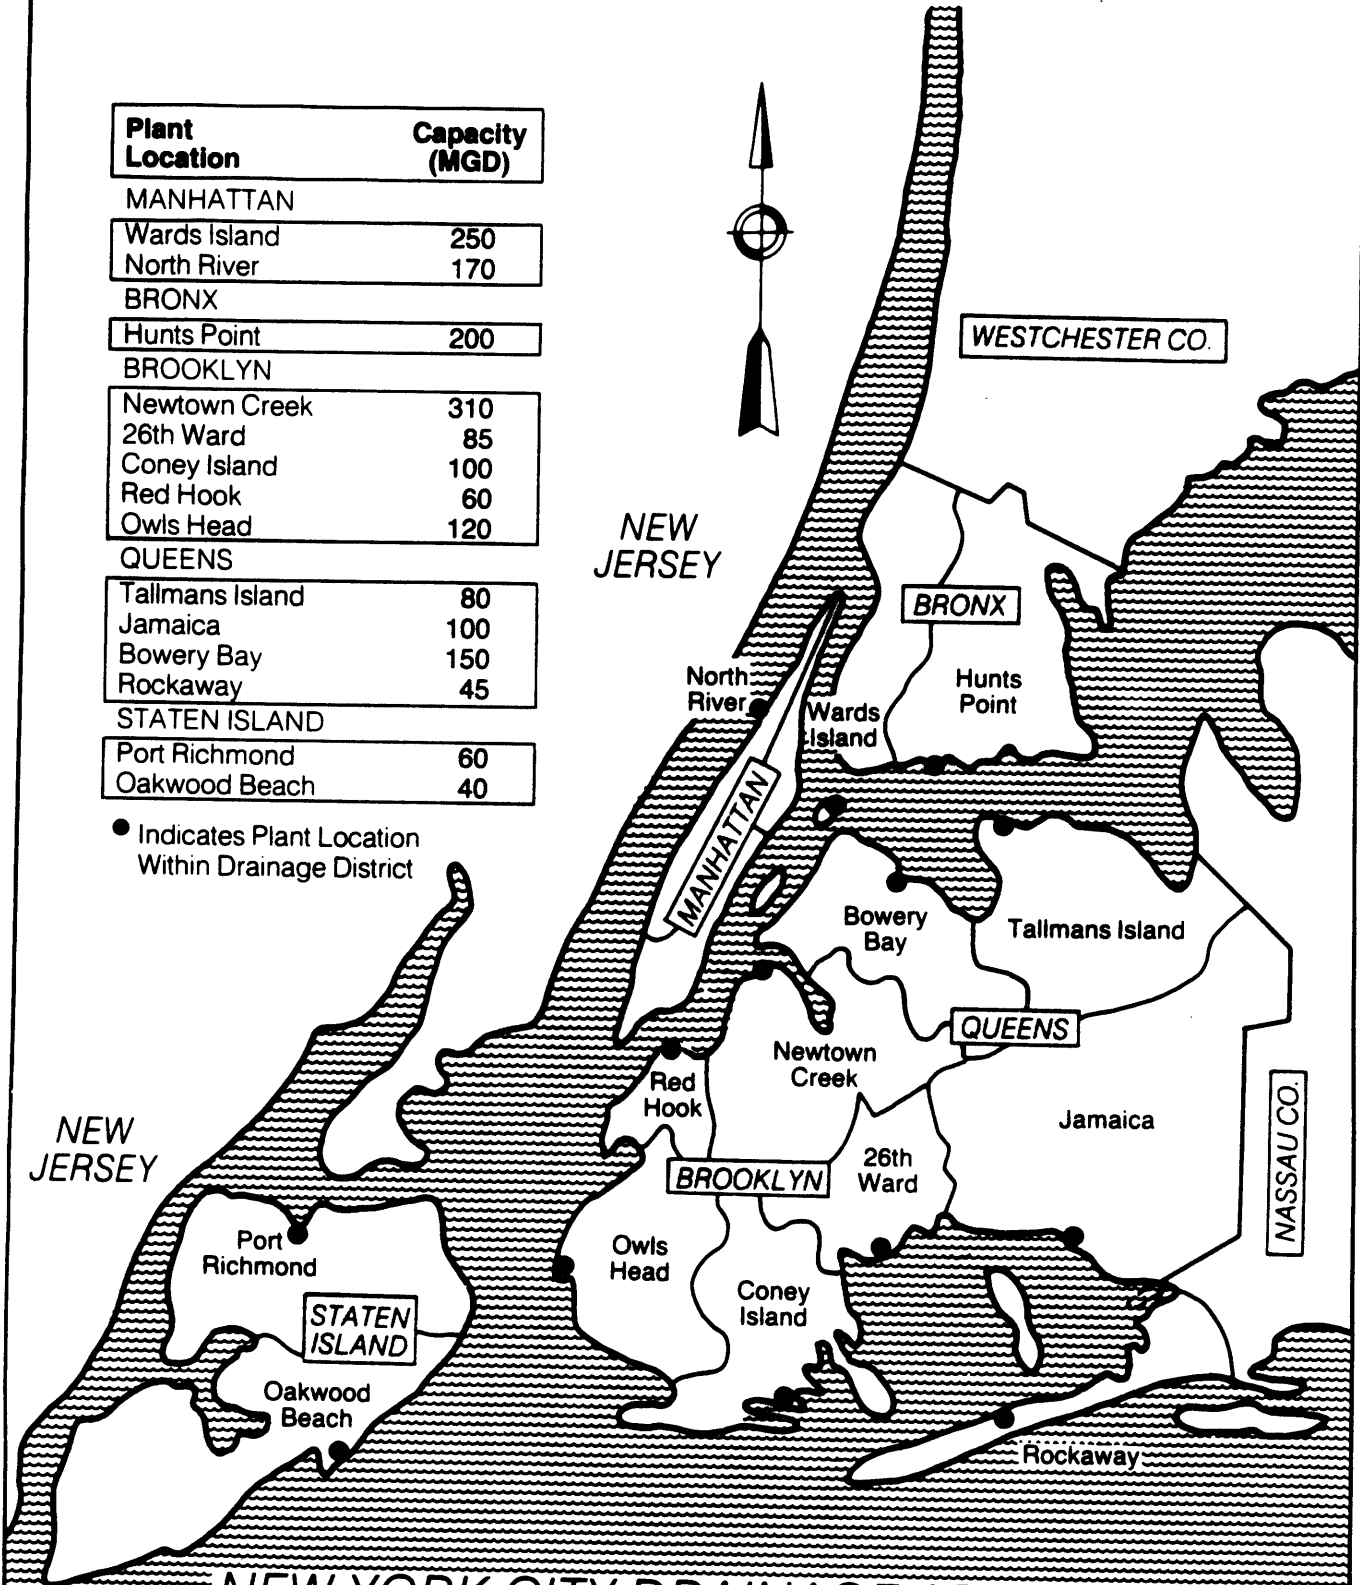 Plant Capacity
Location (MGD)
MANHATTAN
Wards Island 250
North River 170
BRONX
Hunts Point 200
BROOKLYN
Newtown Creek 310
26th Ward 85
Coney Island 100
Red Hook 60
Owls Head 120
QUEENS
Tallmans Island 80
Jamaica 100
Bowery Bay 150
Rockaway 45
STATEN ISLAND
Port Richmond 60
Oakwood Beach 40
Indicates Plant Location
Within Drainage District
WESTCHESTER CO.
NEW
JERSEY
BRONX
North
River
Hunts
Point
Wards
Island
MANHATTAN
Bowery
Bay
Tallmans Island
QUEENS
Newtown
Creek
Red
Hook
Jamaica
NASSAU CO.
NEW
JERSEY
BROOKLYN
26th
Ward
Port
Richmond
Owls
Head
Coney
Island
STATEN
ISLAND
Oakwood
Beach
Rockaway
NEW YORK CITY DRAINAGE